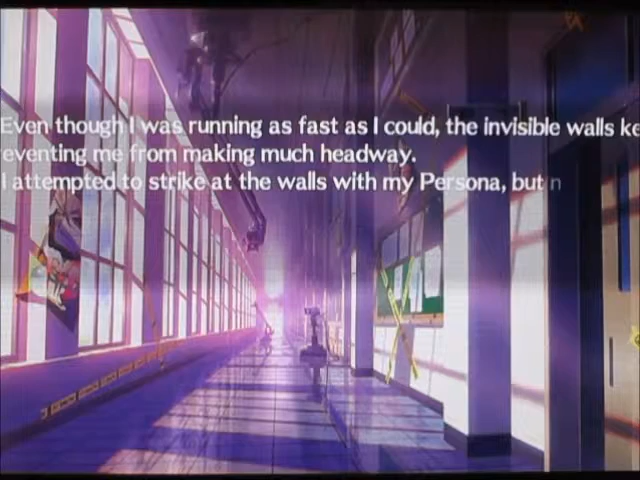 Even though I was running as fast as I could, the invisible walls ke
eventing me from making much headway.
I attempted to strike at the walls with my Persona, but n